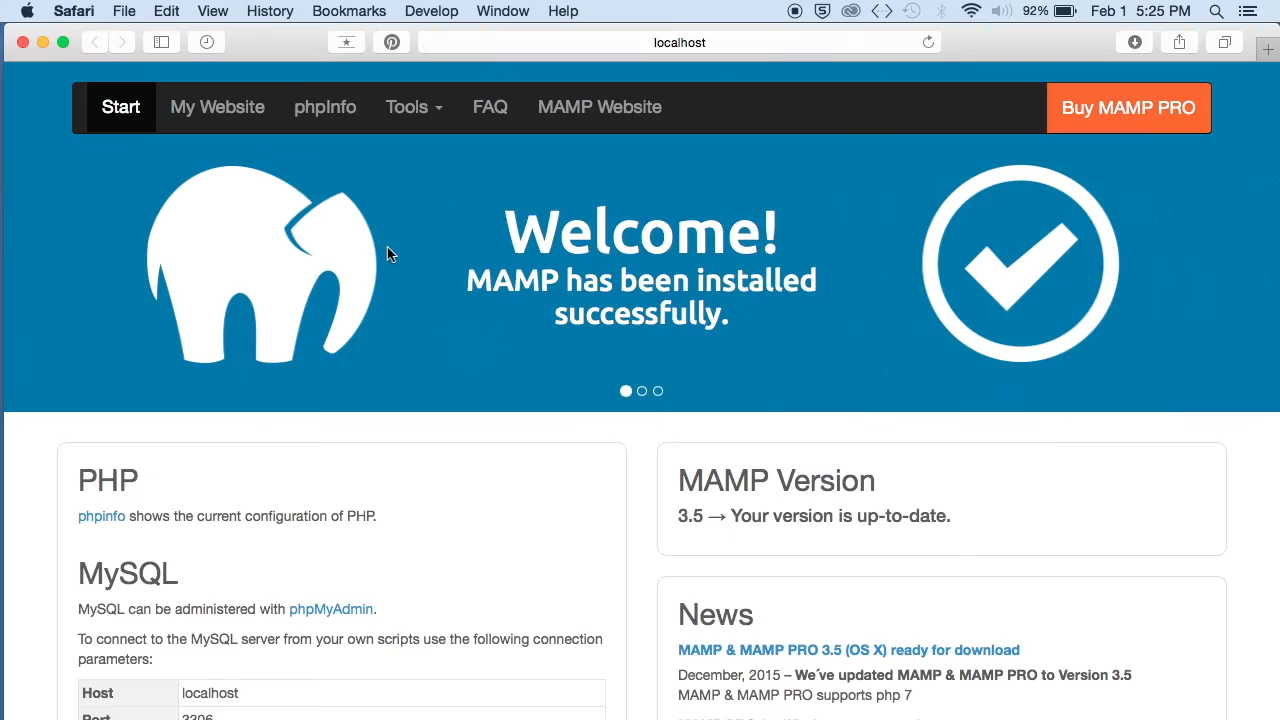 Safari File Edit View History Bookmarks Develop Window Help 92% Feb 1 5:25 PM
localhost
Start My Website phpInfo Tools FAQ MAMP Website Buy MAMP PRO
Welcome!
MAMP has been installed
successfully.
PHP
phpinfo shows the current configuration of PHP.
MySQL
MySQL can be administered with phpMyAdmin.
To connect to the MySQL server from your own scripts use the following connection
parameters:
Host localhost
Port 3306
MAMP Version
3.5 → Your version is up-to-date.
News
MAMP & MAMP PRO 3.5 (OS X) ready for download
December, 2015 – We´ve updated MAMP & MAMP PRO to Version 3.5
MAMP & MAMP PRO supports php 7